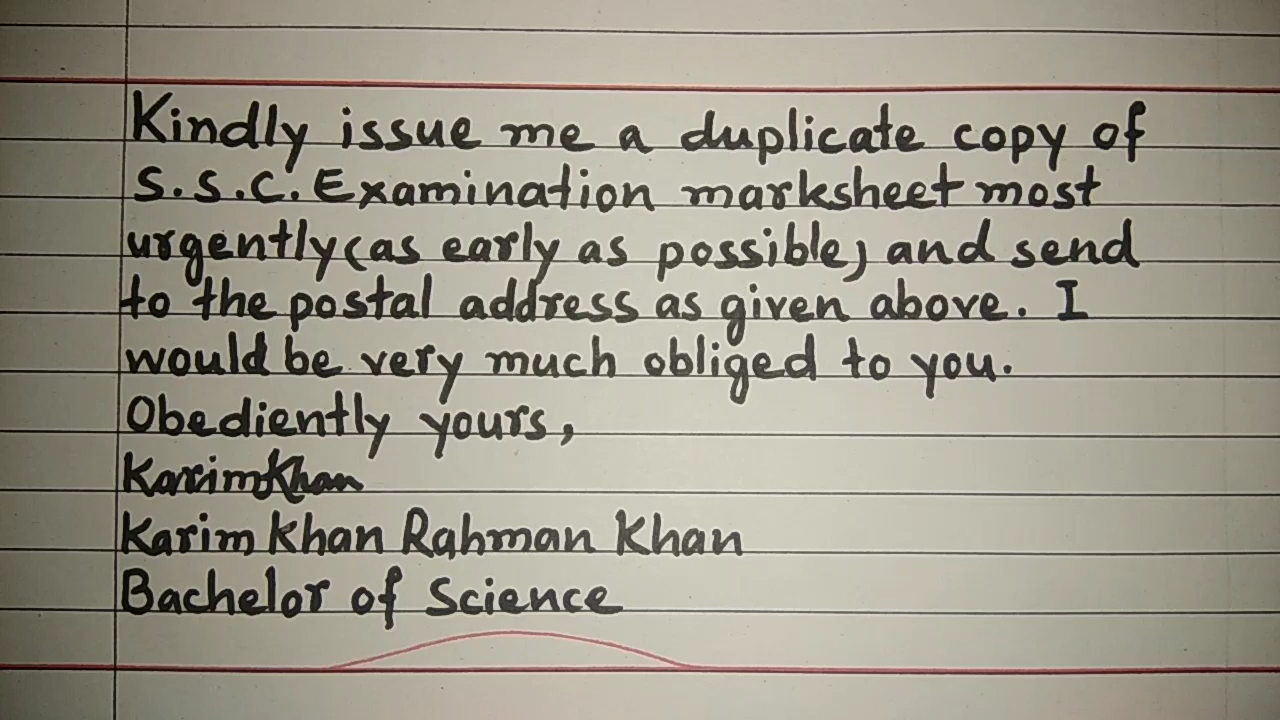 Kindly issue me a duplicate copy of
S.S.C. Examination marksheet most
urgently(as early as possible) and send
to the postal address as given above. I
would be very much obliged to you.
Obediently yours,
KarimKhan
Karim Khan Rahman Khan
Bachelor of Science